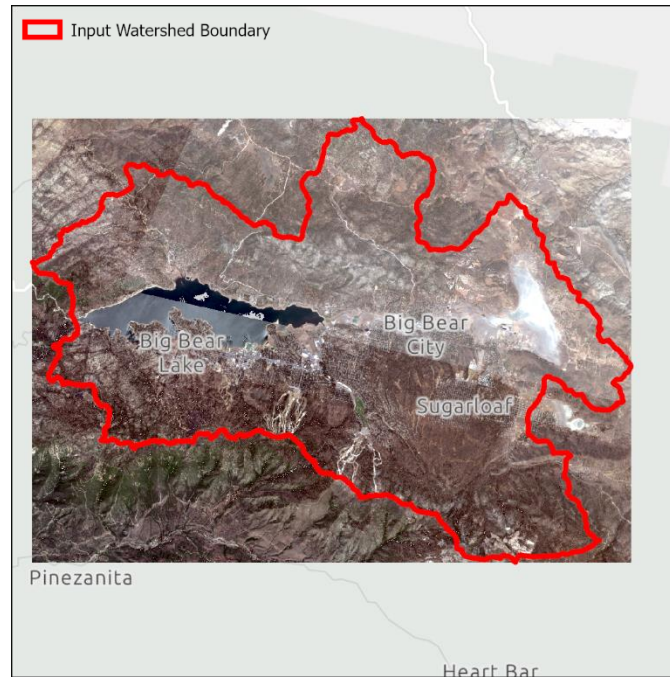 Input Watershed Boundary
Big Bear
Lake
Big Bear
City
Sugarloaf
Pinezanita
Heart Bar